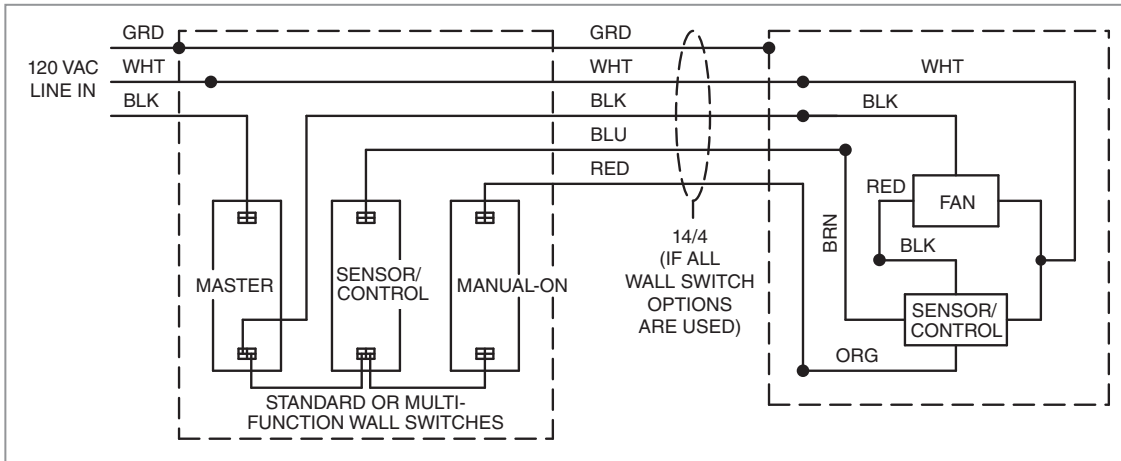 GRD
GRD
120 VAC
LINE IN
WHT
WHT
WHT
BLK
BLK
BLK
BLU
RED
RED
FAN
BRN
BLK
14/4
(IF ALL
WALL SWITCH
OPTIONS
ARE USED)
MASTER
SENSOR/
CONTROL
MANUAL-ON
SENSOR/
CONTROL
ORG
STANDARD OR MULTI-
FUNCTION WALL SWITCHES